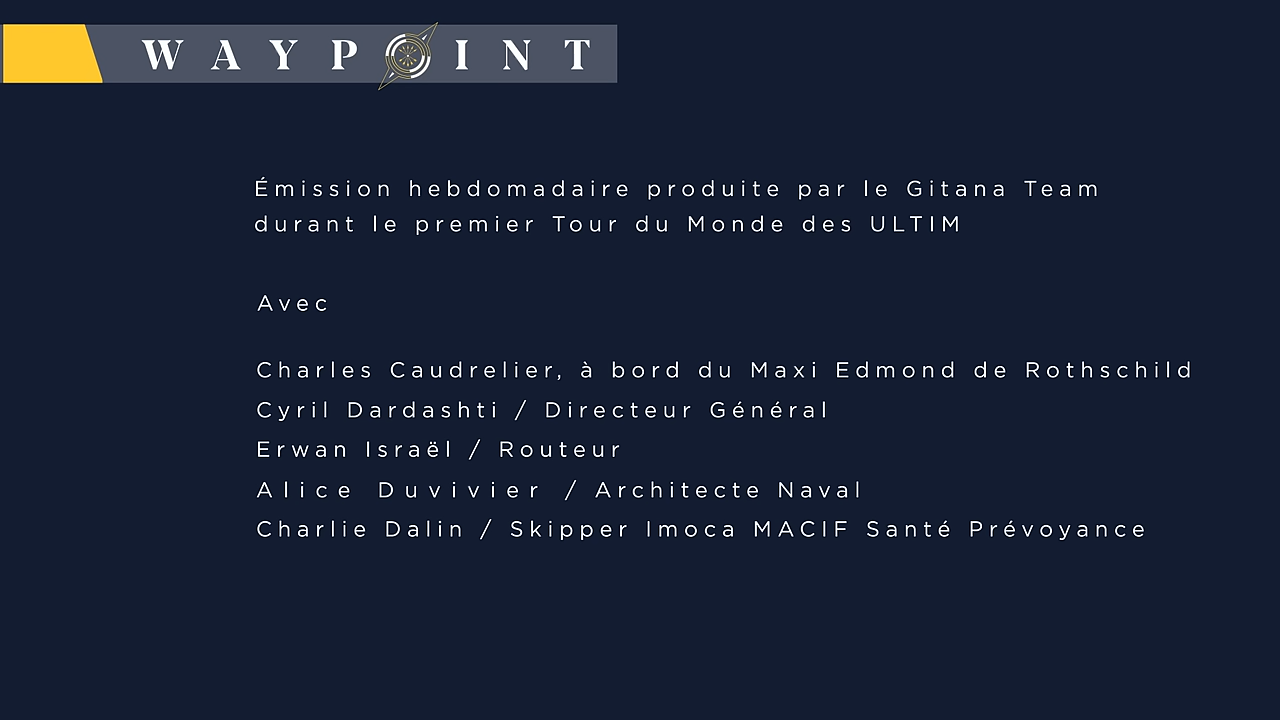 WAYPOINT
Émission hebdomadaire produite par le Gitana Team
durant le premier Tour du Monde des ULTIM
Avec
Charles Caudrelier, à bord du Maxi Edmond de Rothschild
Cyril Dardashti / Directeur Général
Erwan Israël / Routeur
Alice Duvivier / Architecte Naval
Charlie Dalin / Skipper Imoca MACIF Santé Prévoyance